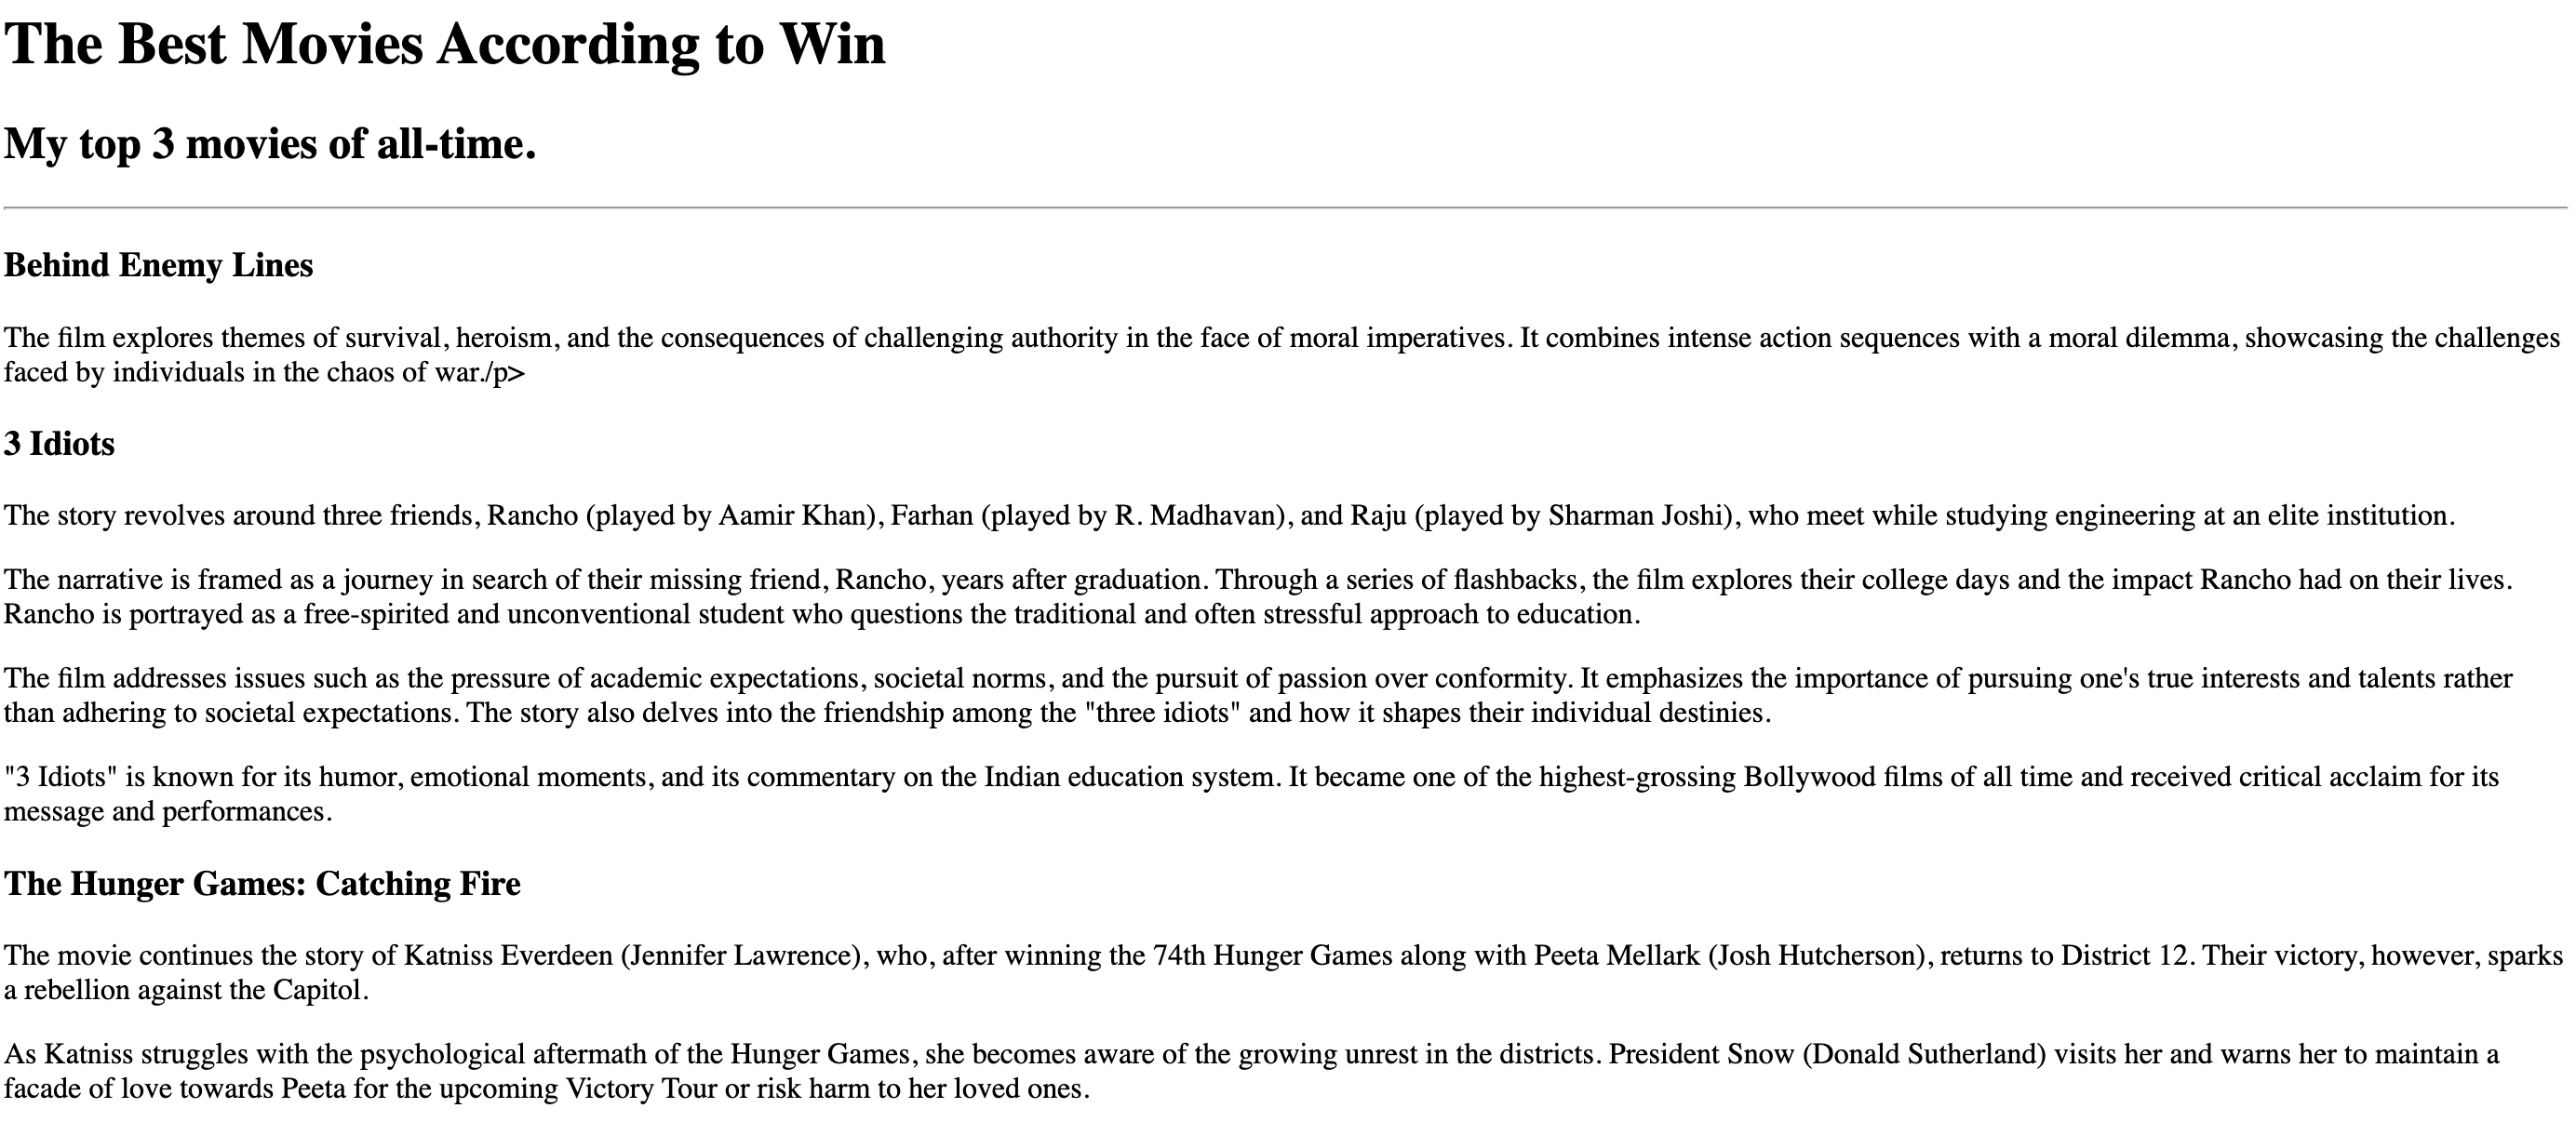 The Best Movies According to Win
My top 3 movies of all-time.
Behind Enemy Lines
The film explores themes of survival, heroism, and the consequences of challenging authority in the face of moral imperatives. It combines intense action sequences with a moral dilemma, showcasing the challenges
faced by individuals in the chaos of war./p>
3 Idiots
The story revolves around three friends, Rancho (played by Aamir Khan), Farhan (played by R. Madhavan), and Raju (played by Sharman Joshi), who meet while studying engineering at an elite institution.
The narrative is framed as a journey in search of their missing friend, Rancho, years after graduation. Through a series of flashbacks, the film explores their college days and the impact Rancho had on their lives.
Rancho is portrayed as a free-spirited and unconventional student who questions the traditional and often stressful approach to education.
The film addresses issues such as the pressure of academic expectations, societal norms, and the pursuit of passion over conformity. It emphasizes the importance of pursuing one's true interests and talents rather
than adhering to societal expectations. The story also delves into the friendship among the "three idiots" and how it shapes their individual destinies.
"3 Idiots" is known for its humor, emotional moments, and its commentary on the Indian education system. It became one of the highest-grossing Bollywood films of all time and received critical acclaim for its
message and performances.
The Hunger Games: Catching Fire
The movie continues the story of Katniss Everdeen (Jennifer Lawrence), who, after winning the 74th Hunger Games along with Peeta Mellark (Josh Hutcherson), returns to District 12. Their victory, however, sparks
a rebellion against the Capitol.
As Katniss struggles with the psychological aftermath of the Hunger Games, she becomes aware of the growing unrest in the districts. President Snow (Donald Sutherland) visits her and warns her to maintain a
facade of love towards Peeta for the upcoming Victory Tour or risk harm to her loved ones.